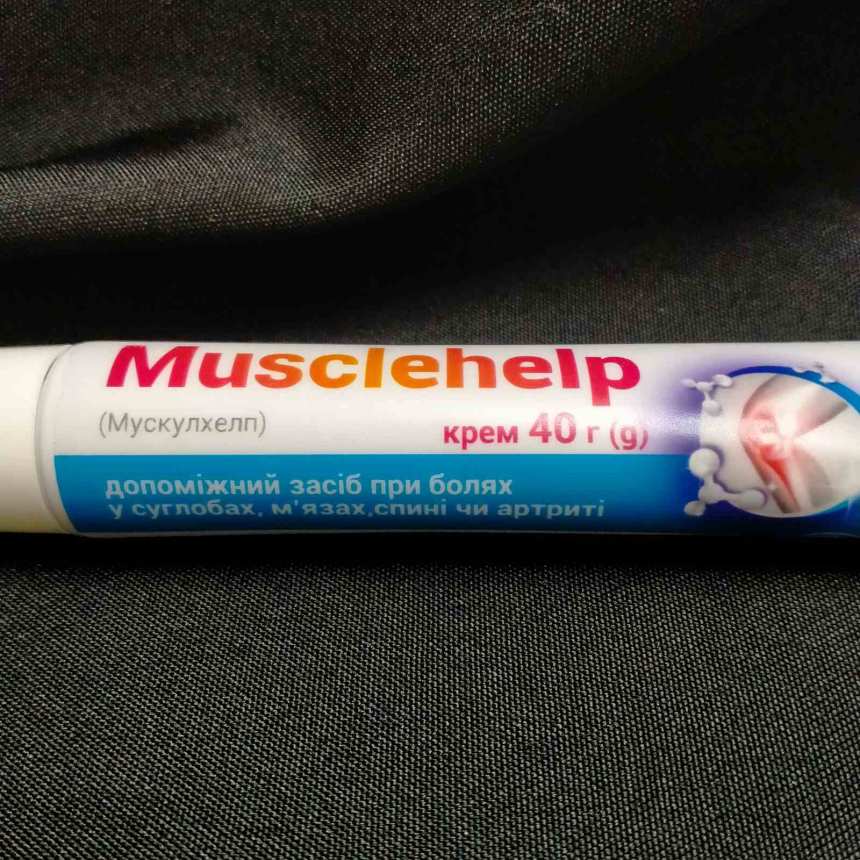 Musclehelp
(Мускулхелп)
крем 40 г (g)
допоміжний засіб при болях
у суглобах, м'язах,спині чи артриті